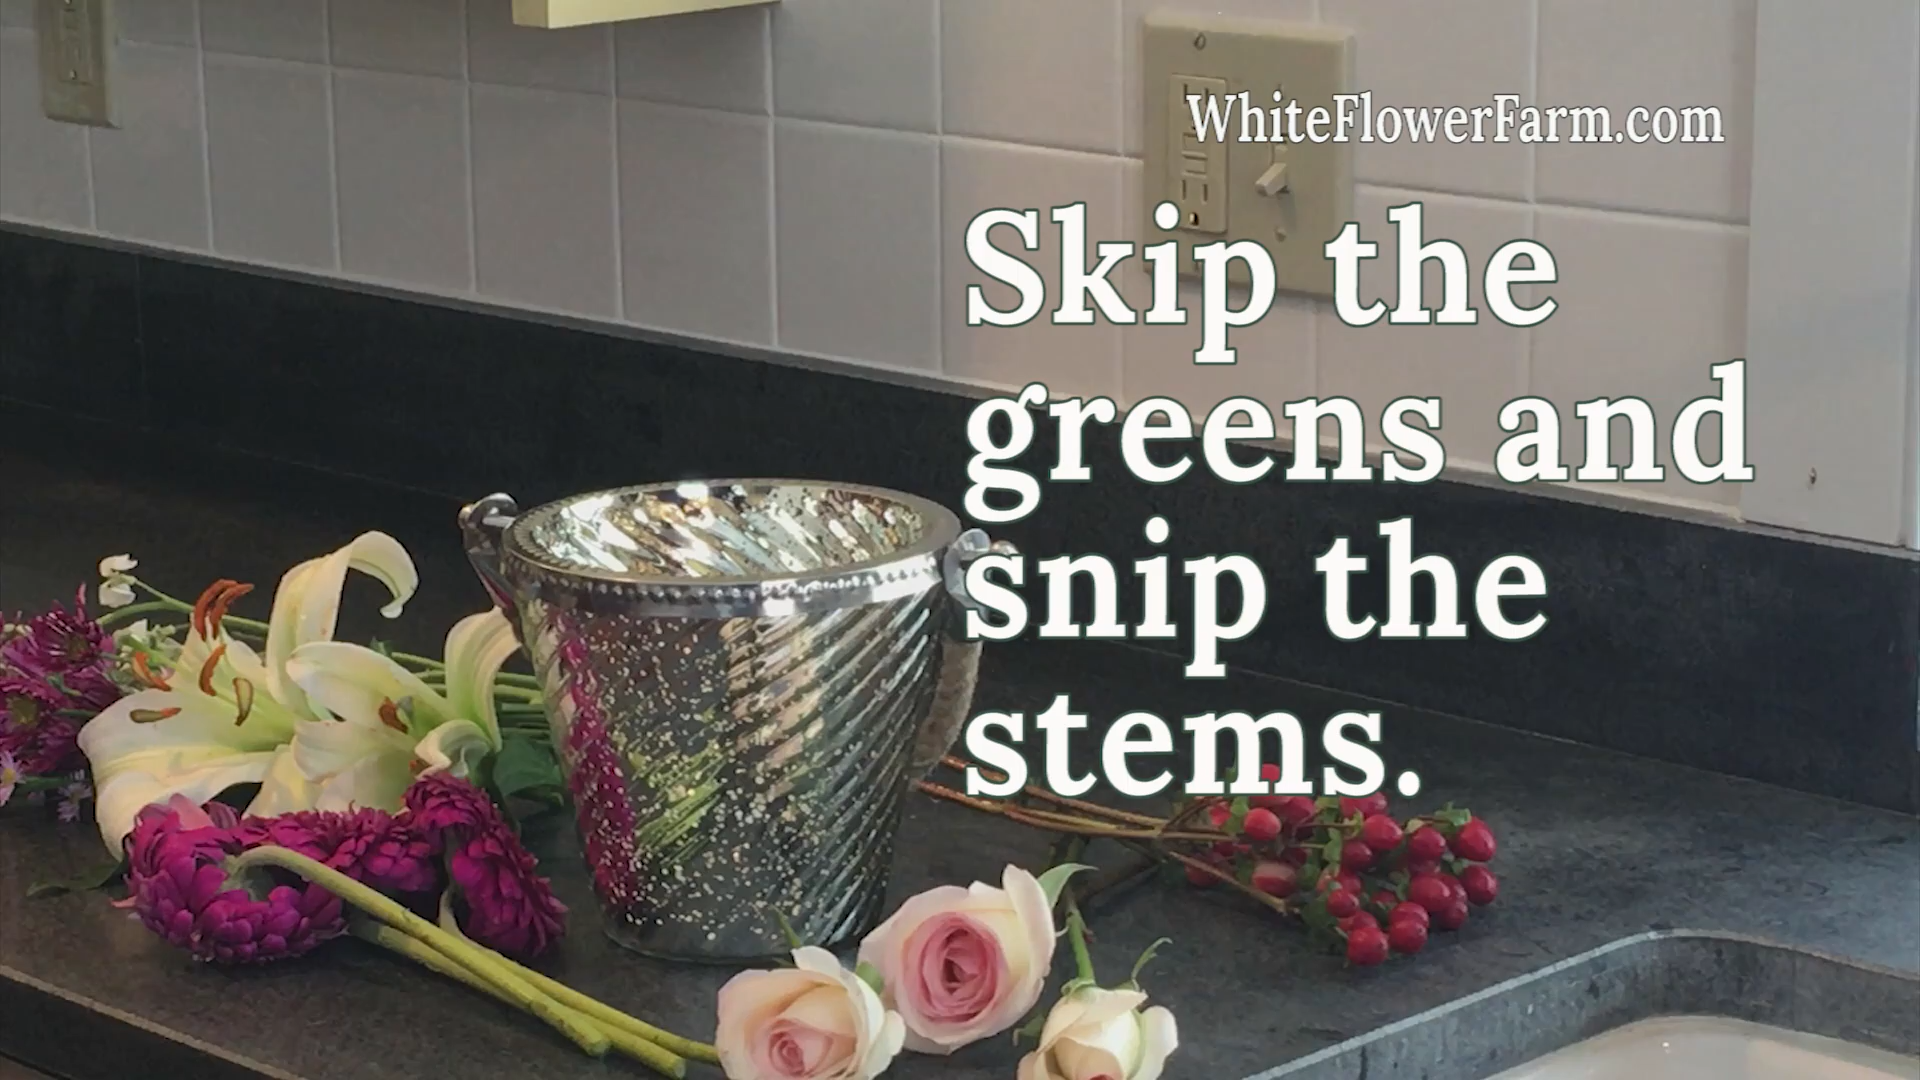 WhiteFlowerFarm.com
Skip the
greens and
snip the
stems.